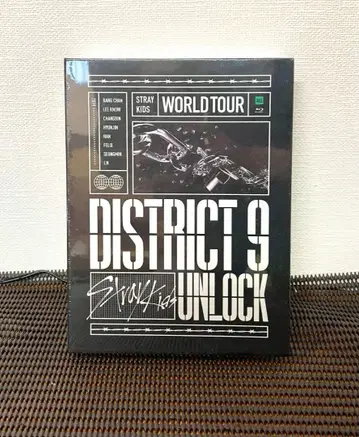 BANG CHAN
LEE KNOW
CHANGBIN
HYUNJIN
HAN
FELIX
SEUNGMIN
I.N
STRAY
KIDS
WORLD TOUR
DISTRICT 9
Stray Kids
UNLOCK